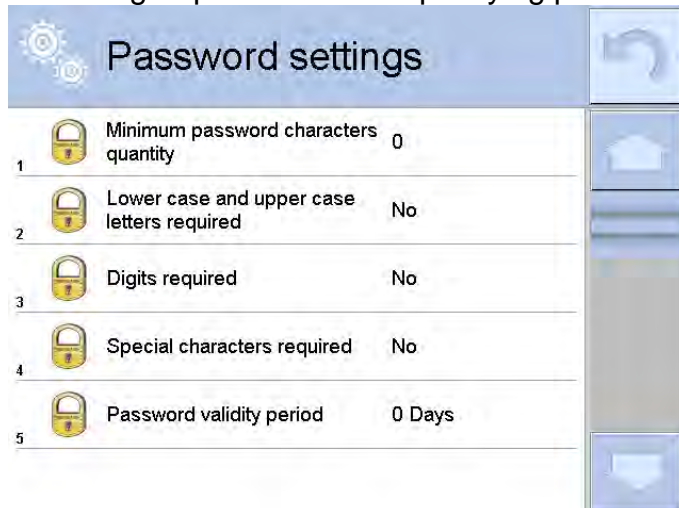 Password settings
Minimum password characters
quantity
0
1
Lower case and upper case
letters required
No
2
Digits required
No
3
Special characters required
No
4
Password validity period
0 Days
5